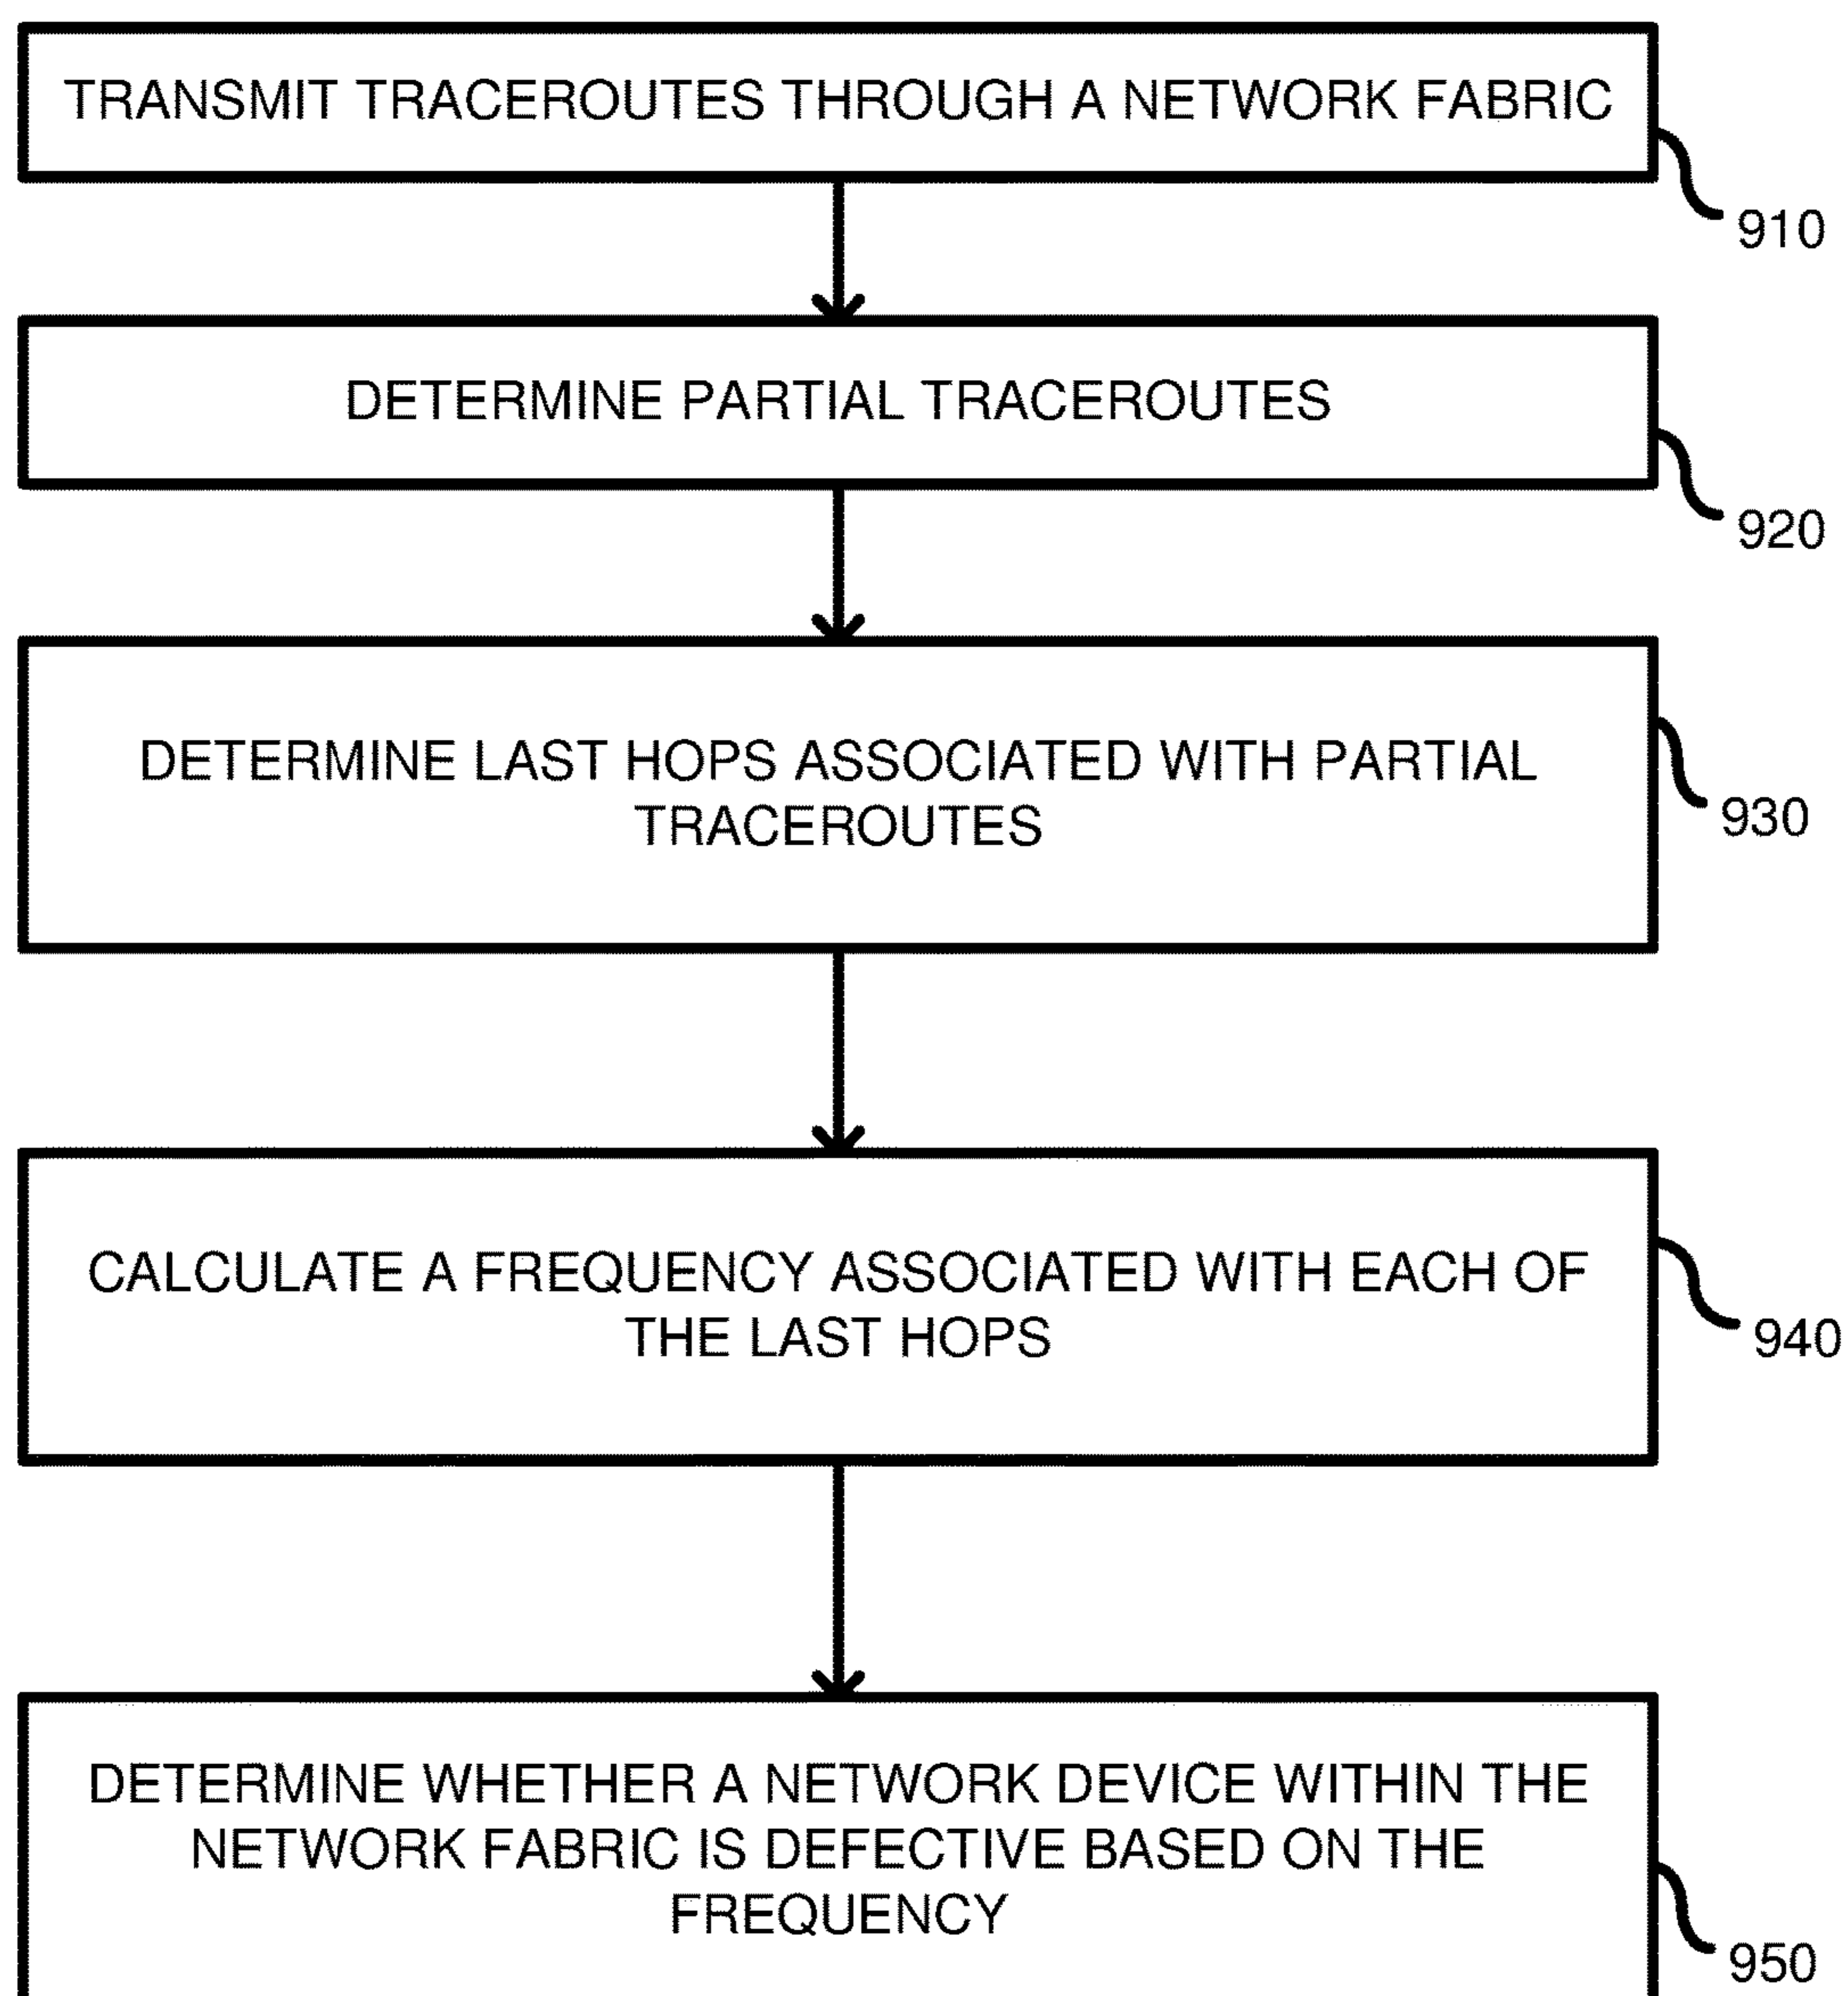 TRANSMIT TRACEROUTES THROUGH A NETWORK FABRIC
910
DETERMINE PARTIAL TRACEROUTES
920
DETERMINE LAST HOPS ASSOCIATED WITH PARTIAL
TRACEROUTES
930
CALCULATE A FREQUENCY ASSOCIATED WITH EACH OF
THE LAST HOPS
940
DETERMINE WHETHER A NETWORK DEVICE WITHIN THE
NETWORK FABRIC IS DEFECTIVE BASED ON THE
FREQUENCY
950